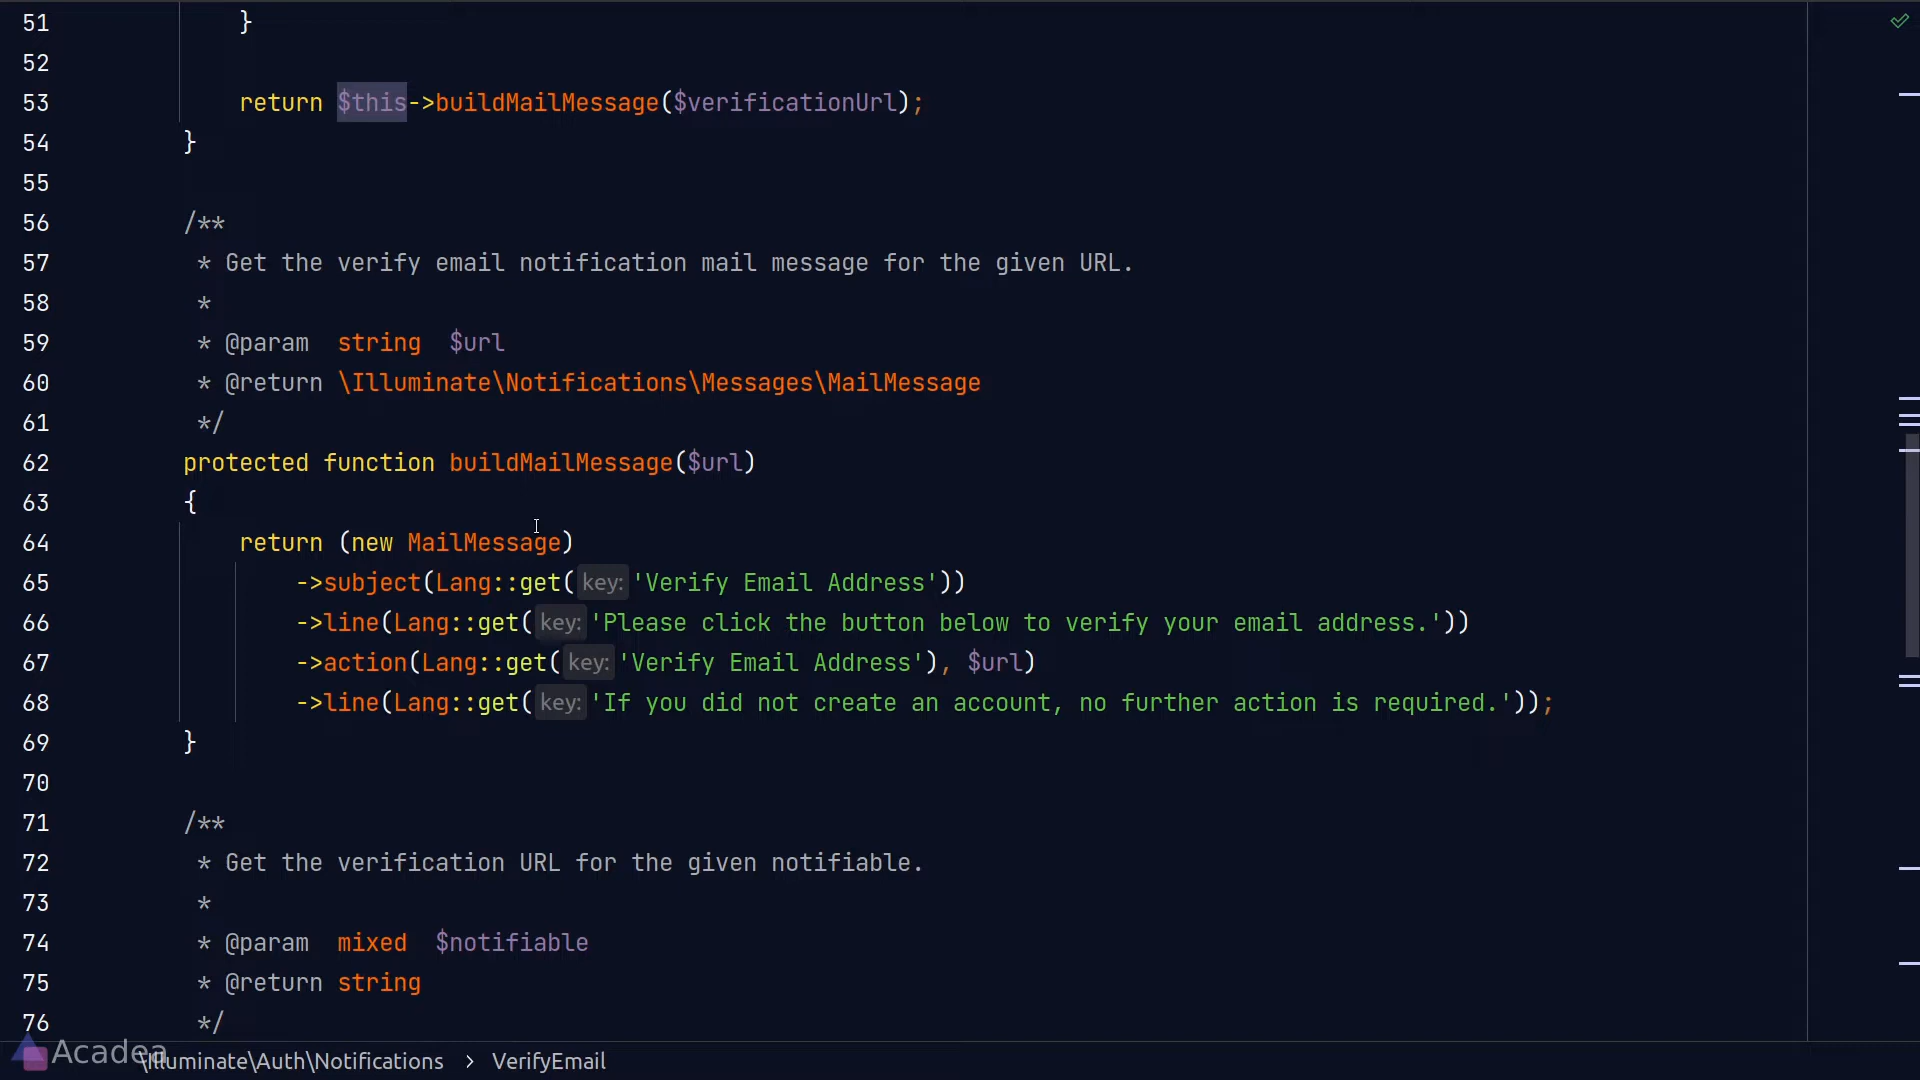 51 }
52
53 return $this->buildMailMessage($verificationUrl);
54 }
55
56 /**
57 * Get the verify email notification mail message for the given URL.
58 *
59 * @param  string  $url
60 * @return \Illuminate\Notifications\Messages\MailMessage
61 */
62 protected function buildMailMessage($url)
63 {
64 return (new MailMessage)
65 ->subject(Lang::get( key: 'Verify Email Address'))
66 ->line(Lang::get( key: 'Please click the button below to verify your email address.'))
67 ->action(Lang::get( key: 'Verify Email Address'), $url)
68 ->line(Lang::get( key: 'If you did not create an account, no further action is required.'));
69 }
70
71 /**
72 * Get the verification URL for the given notifiable.
73 *
74 * @param  mixed  $notifiable
75 * @return string
76 */
Acadea
\Illuminate\Auth\Notifications > VerifyEmail